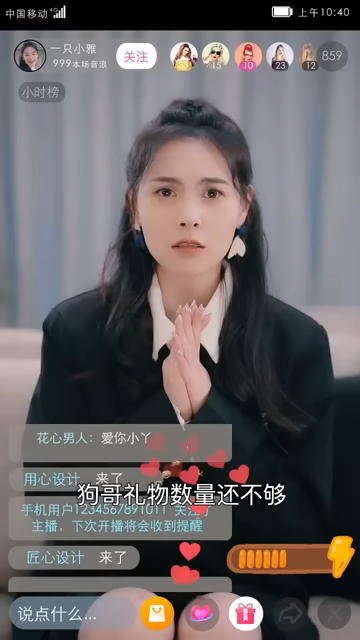 中国移动 4G
上午10:40
一只小雅
999本场音浪
关注
33
15
10
23
12
859
小时榜
花心男人：爱你小丫
用心设计 来了
狗哥礼物数量还不够
手机用户1234567891011 关注
主播，下次开播将会收到提醒
匠心设计 来了
说点什么...